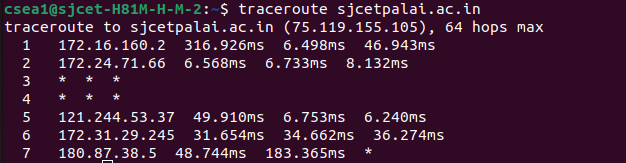 csea1@sjcet-H81M-H-M-2:~$ traceroute sjcetpalai.ac.in
traceroute to sjcetpalai.ac.in (75.119.155.105), 64 hops max
1 172.16.160.2 316.926ms 6.498ms 46.943ms
2 172.24.71.66 6.568ms 6.733ms 8.132ms
3 * * *
4 * * *
5 121.244.53.37 49.910ms 6.753ms 6.240ms
6 172.31.29.245 31.654ms 34.662ms 36.274ms
7 180.87.38.5 48.744ms 183.365ms *